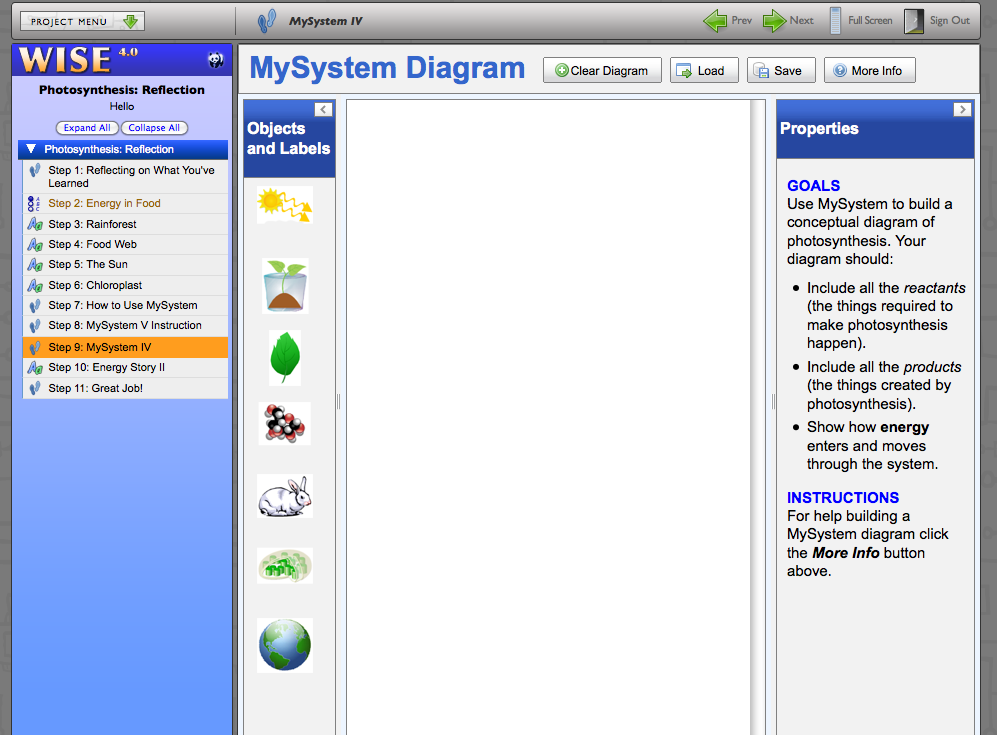 PROJECT MENU
MySystem IV
Prev
Next
Full Screen
Sign Out
WISE 4.0
Photosynthesis: Reflection
Hello
Expand All
Collapse All
Photosynthesis: Reflection
Step 1: Reflecting on What You've
Learned
Step 2: Energy in Food
Step 3: Rainforest
Step 4: Food Web
Step 5: The Sun
Step 6: Chloroplast
Step 7: How to Use MySystem
Step 8: MySystem V Instruction
Step 9: MySystem IV
Step 10: Energy Story II
Step 11: Great Job!
MySystem Diagram
Clear Diagram
Load
Save
More Info
Objects
and Labels
Properties
GOALS
Use MySystem to build a
conceptual diagram of
photosynthesis. Your
diagram should:
• Include all the reactants
(the things required to
make photosynthesis
happen).
• Include all the products
(the things created by
photosynthesis).
• Show how energy
enters and moves
through the system.
INSTRUCTIONS
For help building a
MySystem diagram click
the More Info button
above.